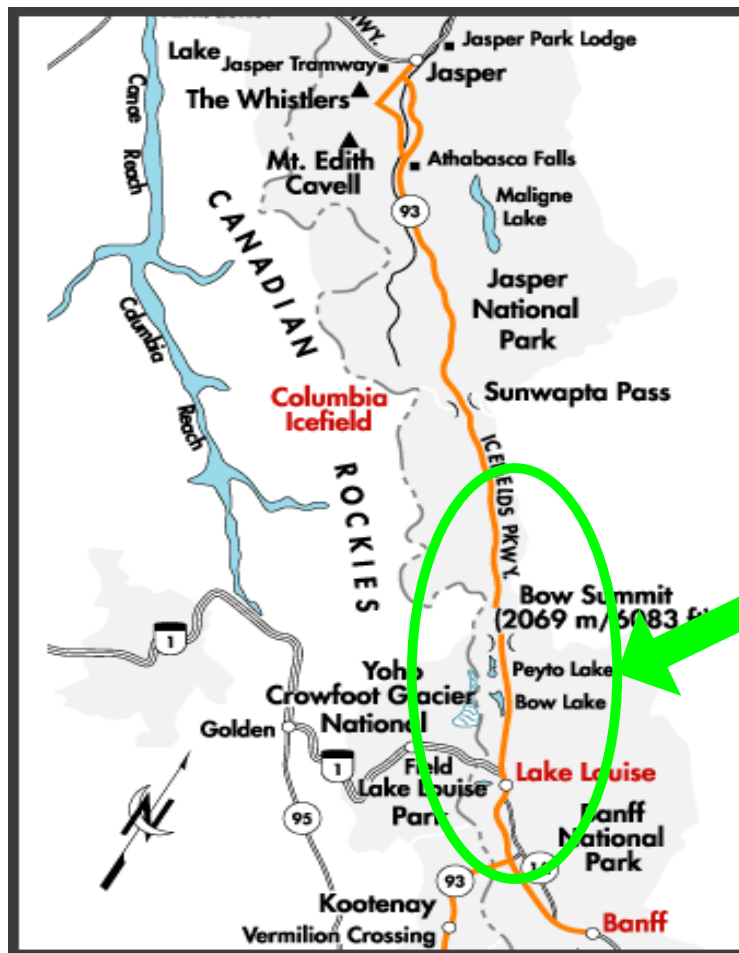 Lake
WY.
Jasper Park Lodge
Jasper Tramway
Jasper
The Whistlers
Canoe
Reach
Mt. Edith
Cavell
Athabasca Falls
Maligne
Lake
93
CANADIAN
Jasper
National
Park
Columbia
Reach
Columbia
Icefield
Sunwapta Pass
ICEFIELDS PKWY.
ROCKIES
Bow Summit
(2069 m/6083 ft)
1
Yoho
Peyto Lake
Crowfoot Glacier
Bow Lake
National
Golden
1
Field
Lake Louise
Lake Louise
Park
95
Banff
National
Park
93
Kootenay
Banff
Vermilion Crossing
N